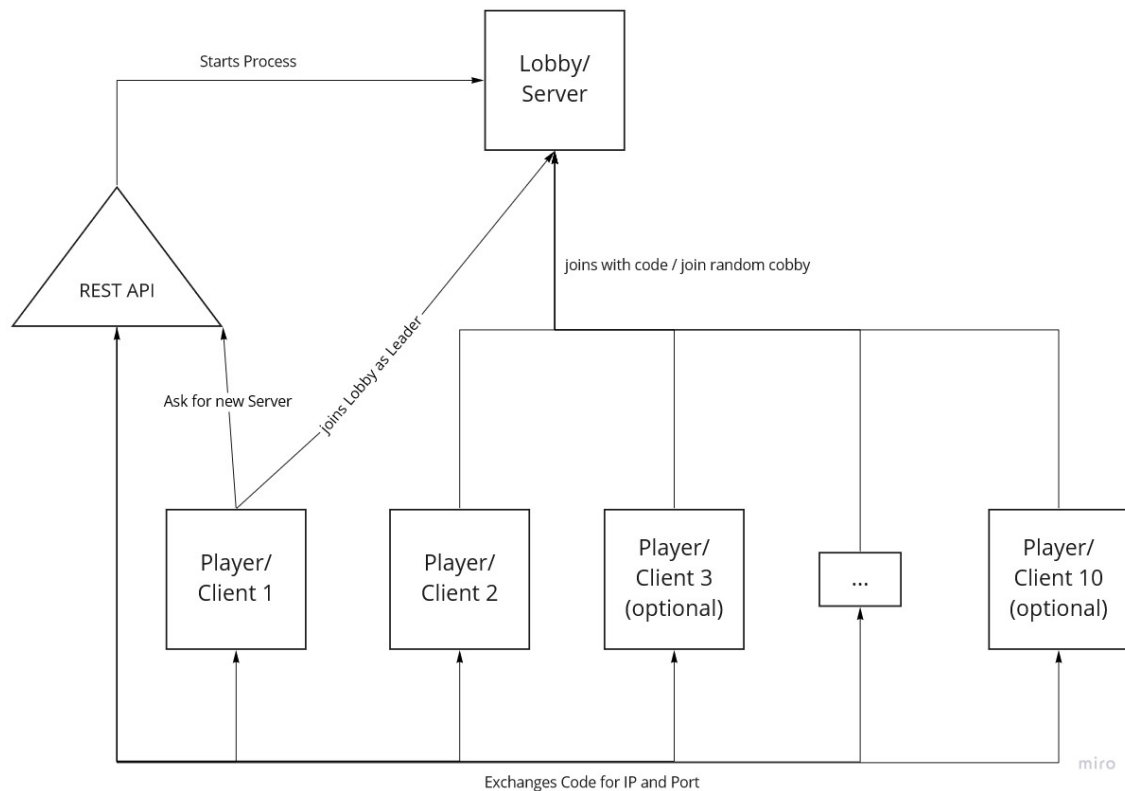 Starts Process
Lobby/
Server
REST API
joins with code / join random cobby
joins Lobby as Leader
Ask for new Server
Player/
Client 1
Player/
Client 2
Player/
Client 3
(optional)
...
Player/
Client 10
(optional)
Exchanges Code for IP and Port
miro